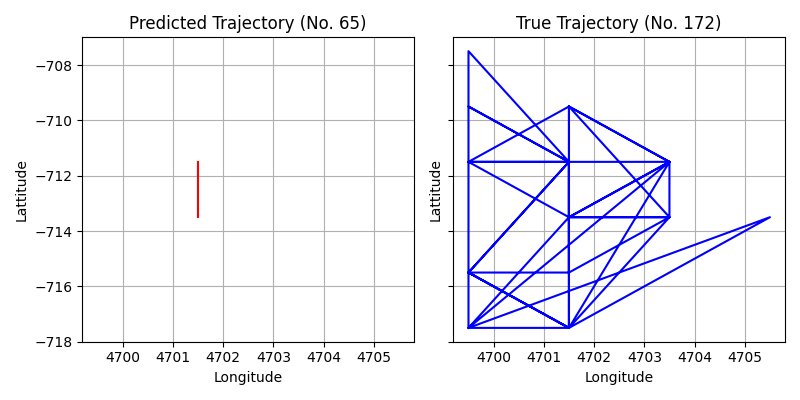 Predicted Trajectory (No. 65)
True Trajectory (No. 172)
Lattitude
−708
−710
−712
−714
−716
−718
4700 4701 4702 4703 4704 4705
Longitude
Lattitude
4700 4701 4702 4703 4704 4705
Longitude